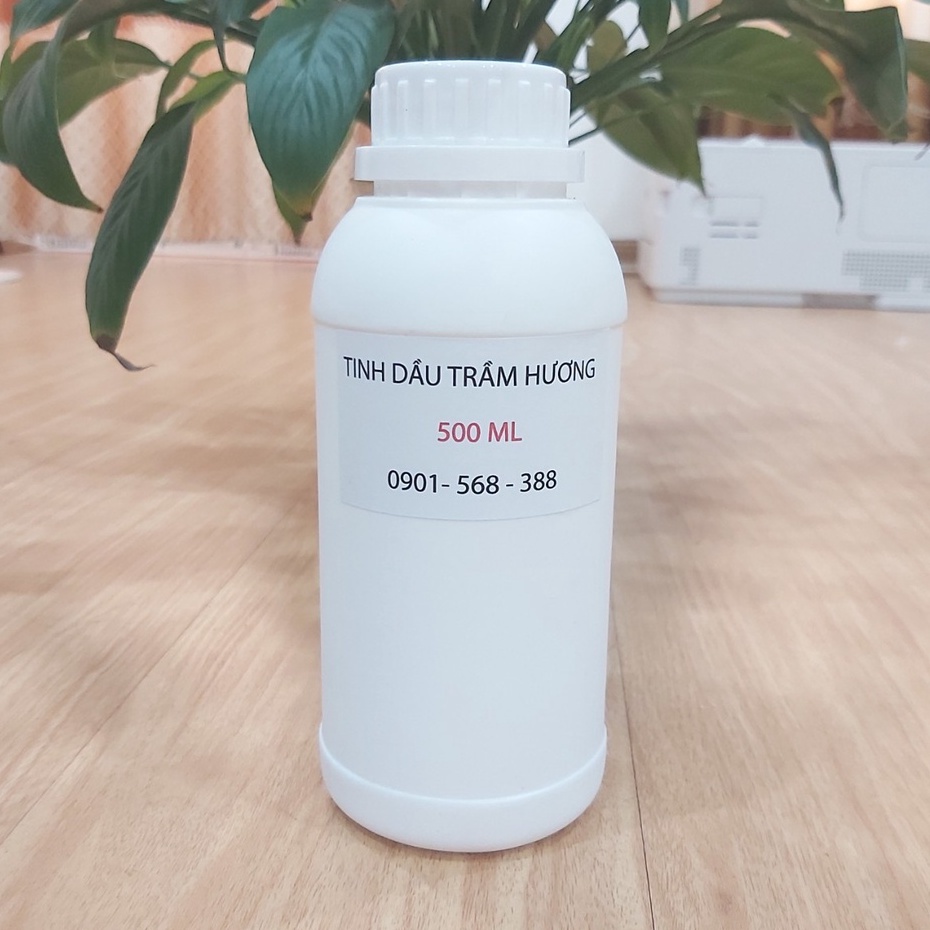 TINH DẦU TRẦM HƯƠNG
500 ML
0901- 568 - 388